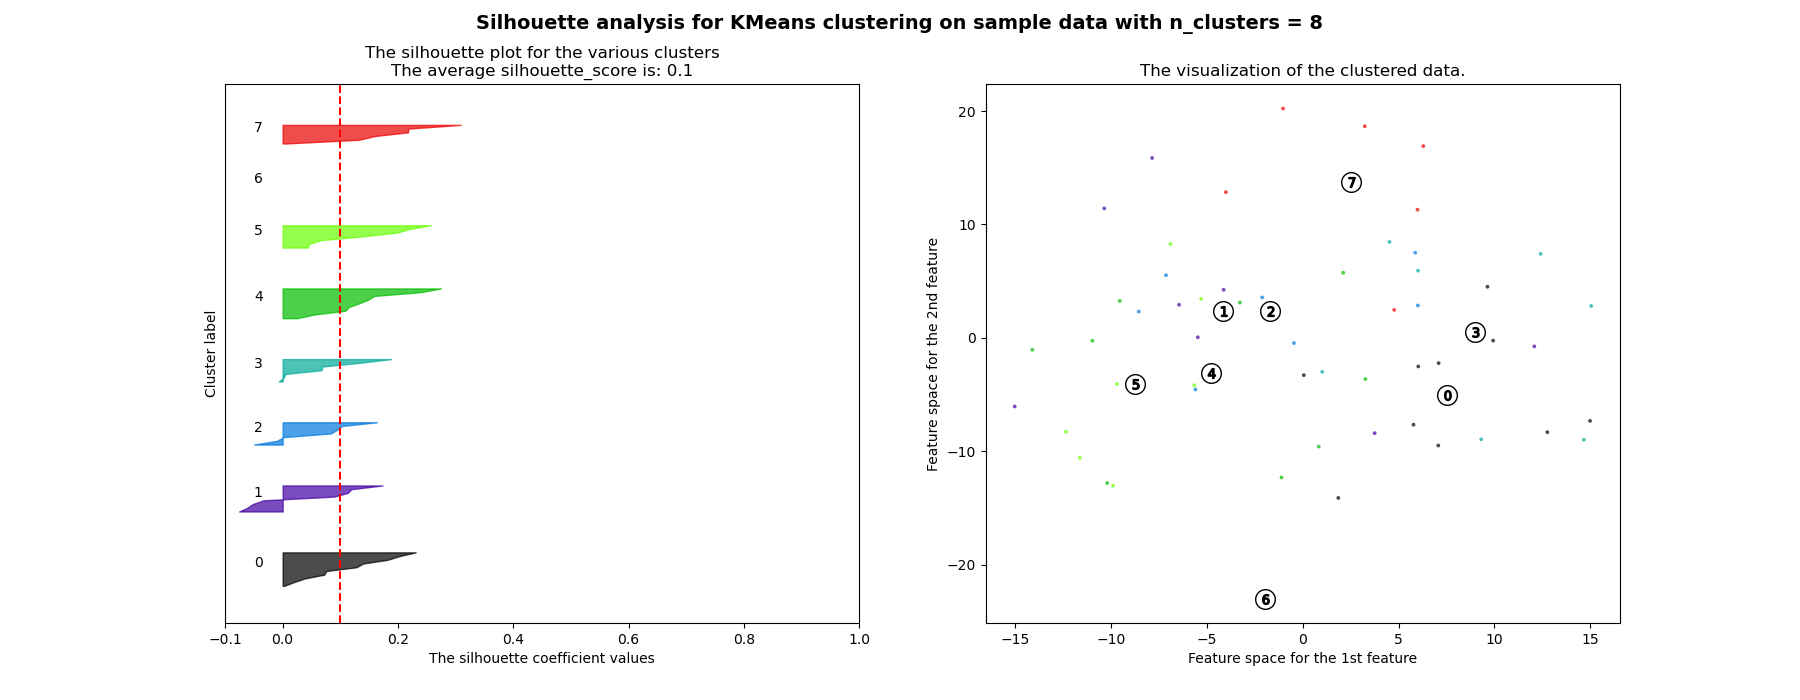 Silhouette analysis for KMeans clustering on sample data with n_clusters = 8
The silhouette plot for the various clusters
The average silhouette_score is: 0.1
Cluster label
7
6
5
4
3
2
1
0
−0.1 0.0 0.2 0.4 0.6 0.8 1.0
The silhouette coefficient values
The visualization of the clustered data.
Feature space for the 2nd feature
20
10
0
−10
−20
7
3
1 2
4
5
0
6
−15 −10 −5 0 5 10 15
Feature space for the 1st feature